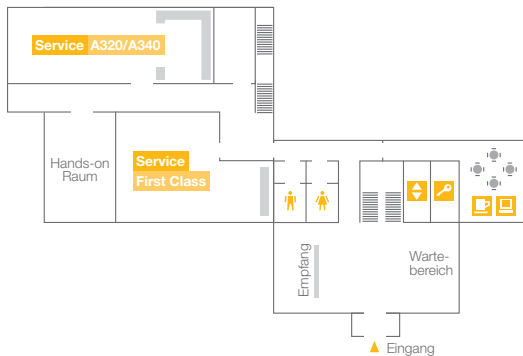 Service A320/A340
Hands-on
Raum
Service
First Class
Empfang
Warte-
bereich
Eingang